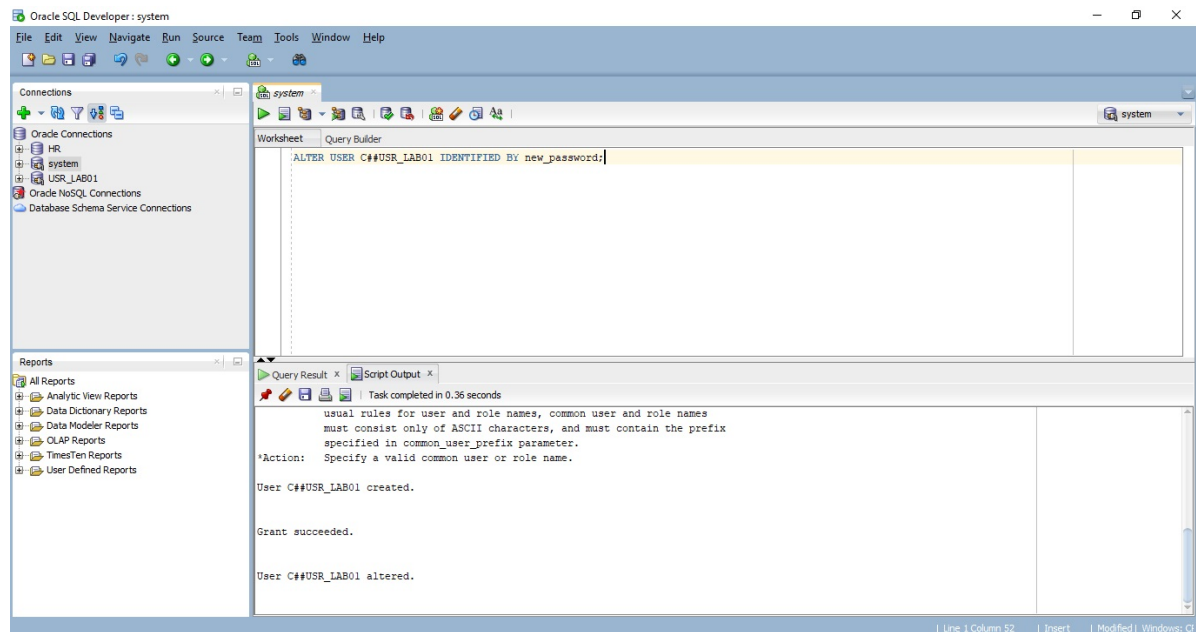 Oracle SQL Developer : system
File Edit View Navigate Run Source Team Tools Window Help
Connections
Oracle Connections
HR
system
USR_LAB01
Oracle NoSQL Connections
Database Schema Service Connections
Reports
All Reports
Analytic View Reports
Data Dictionary Reports
Data Modeler Reports
OLAP Reports
TimesTen Reports
User Defined Reports
system
system
Worksheet Query Builder
ALTER USER C##USR_LAB01 IDENTIFIED BY new_password;
Query Result x Script Output x
Task completed in 0.36 seconds
usual rules for user and role names, common user and role names
must consist only of ASCII characters, and must contain the prefix
specified in common_user_prefix parameter.
*Action: Specify a valid common user or role name.
User C##USR_LAB01 created.
Grant succeeded.
User C##USR_LAB01 altered.
| Line 1 Column 52 | Insert | Modified | Windows: